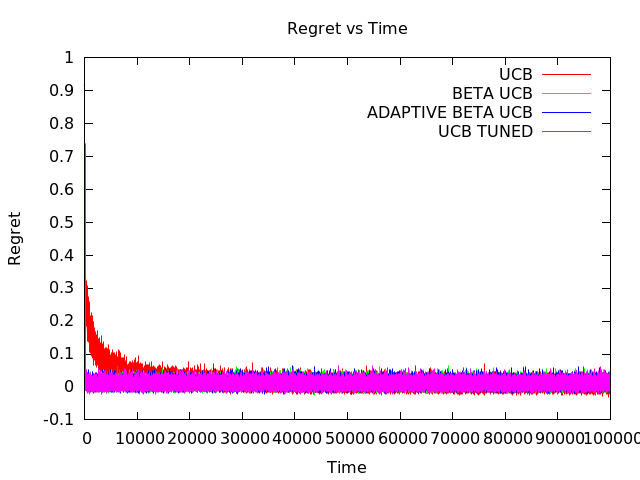 Regret vs Time
1
0.9
0.8
0.7
0.6
0.5
0.4
0.3
0.2
0.1
0
-0.1
Regret
UCB
BETA UCB
ADAPTIVE BETA UCB
UCB TUNED
0 10000 20000 30000 40000 50000 60000 70000 80000 90000 100000
Time